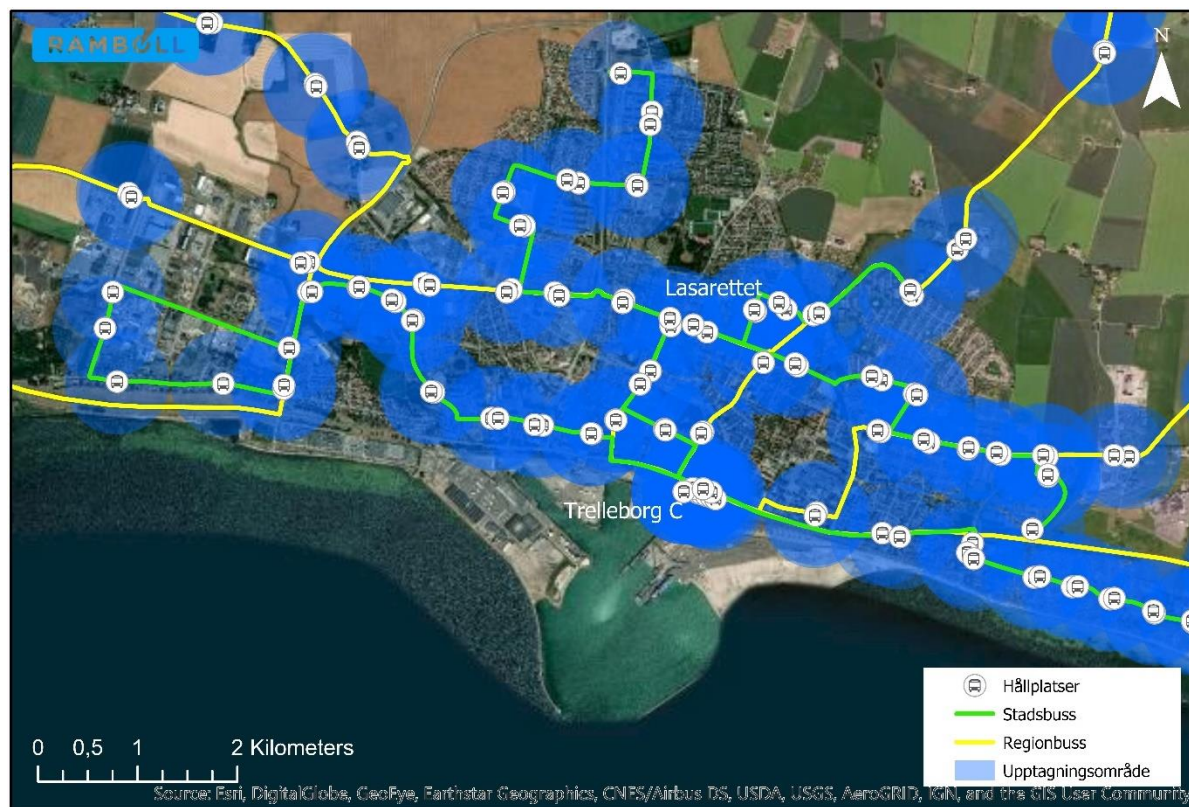 RAMBOLL
N
Lasarettet
Trelleborg C
Hållplatser
Stadsbuss
Regionbuss
Upptagningsområde
0 0,5 1 2 Kilometers
Source: Esri, DigitalGlobe, GeoEye, Earthstar Geographics, CNES/Airbus DS, USDA, USGS, AeroGRID, IGN, and the GIS User Community